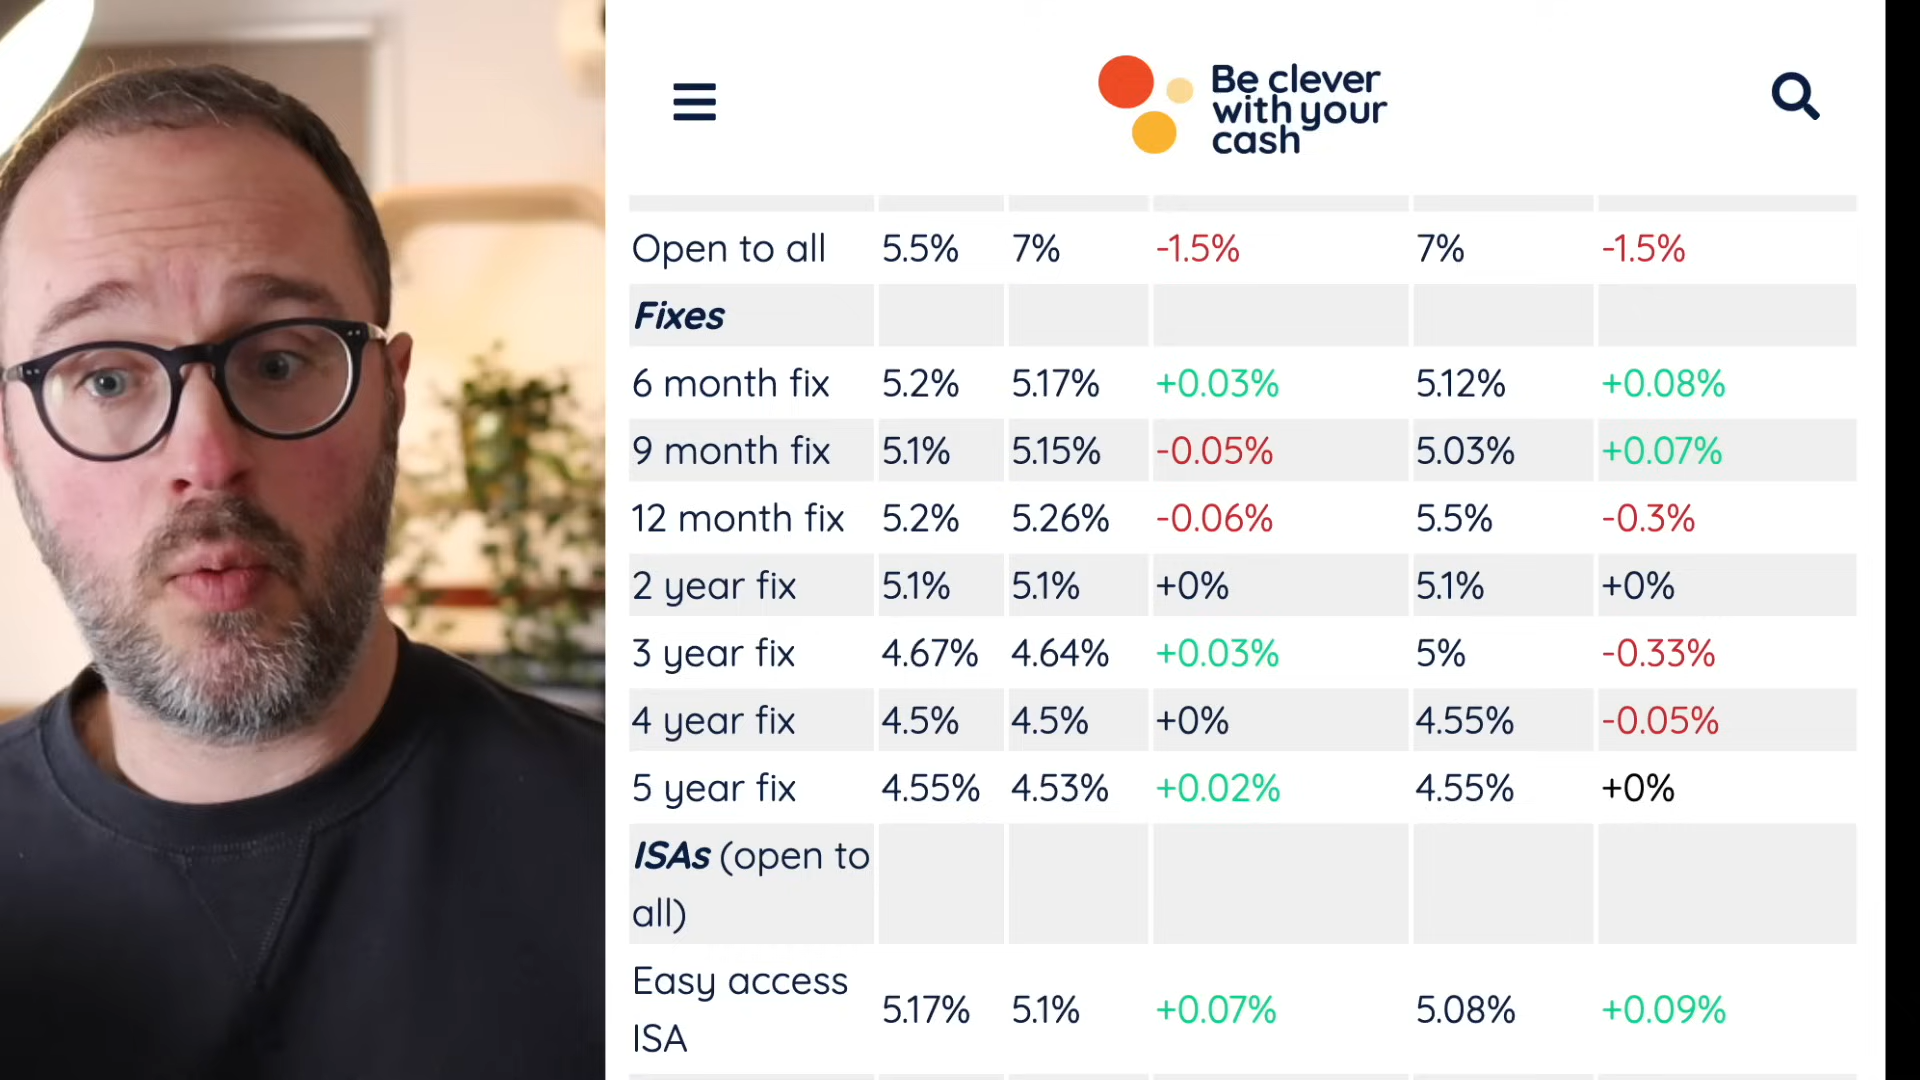 Be clever
with your
cash
Open to all 5.5% 7% -1.5% 7% -1.5%
Fixes
6 month fix 5.2% 5.17% +0.03% 5.12% +0.08%
9 month fix 5.1% 5.15% -0.05% 5.03% +0.07%
12 month fix 5.2% 5.26% -0.06% 5.5% -0.3%
2 year fix 5.1% 5.1% +0% 5.1% +0%
3 year fix 4.67% 4.64% +0.03% 5% -0.33%
4 year fix 4.5% 4.5% +0% 4.55% -0.05%
5 year fix 4.55% 4.53% +0.02% 4.55% +0%
ISAs (open to
all)
Easy access
ISA 5.17% 5.1% +0.07% 5.08% +0.09%